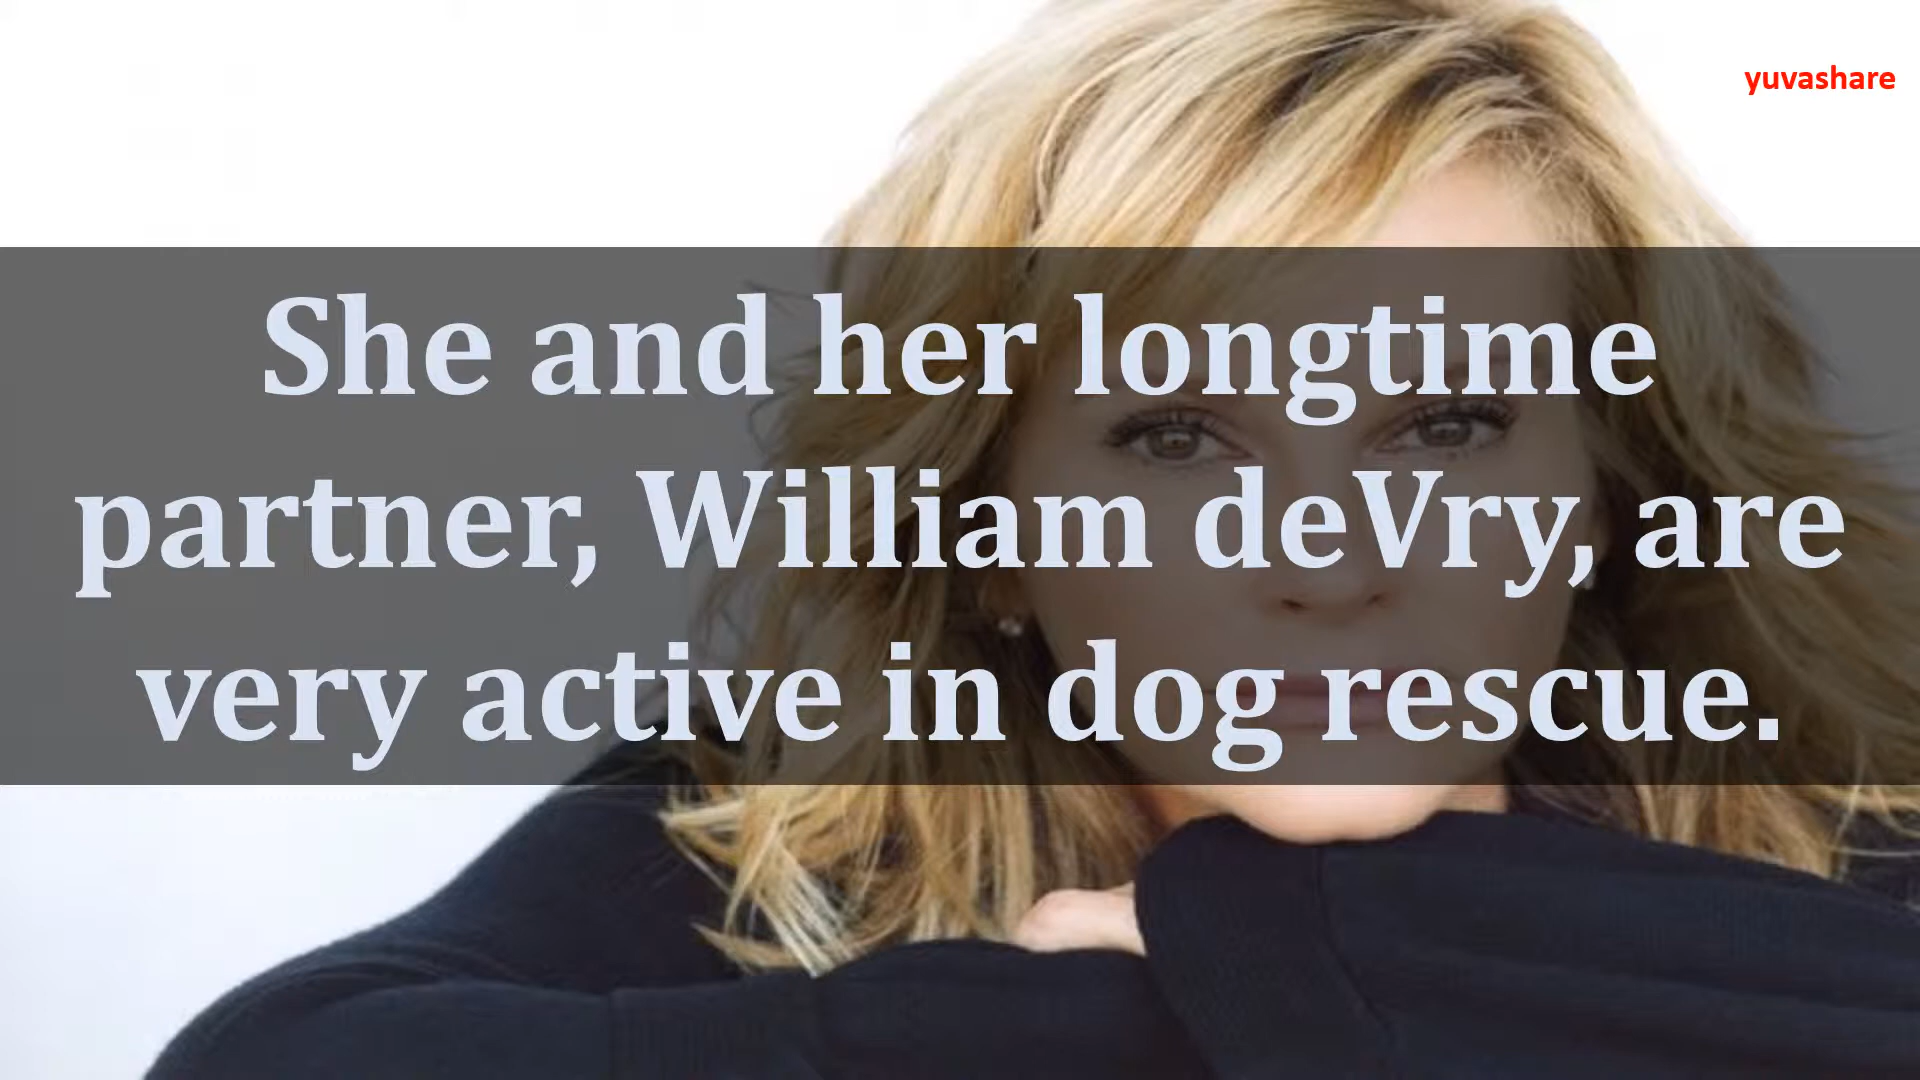 yuvashare
She and her longtime
partner, William deVry, are
very active in dog rescue.